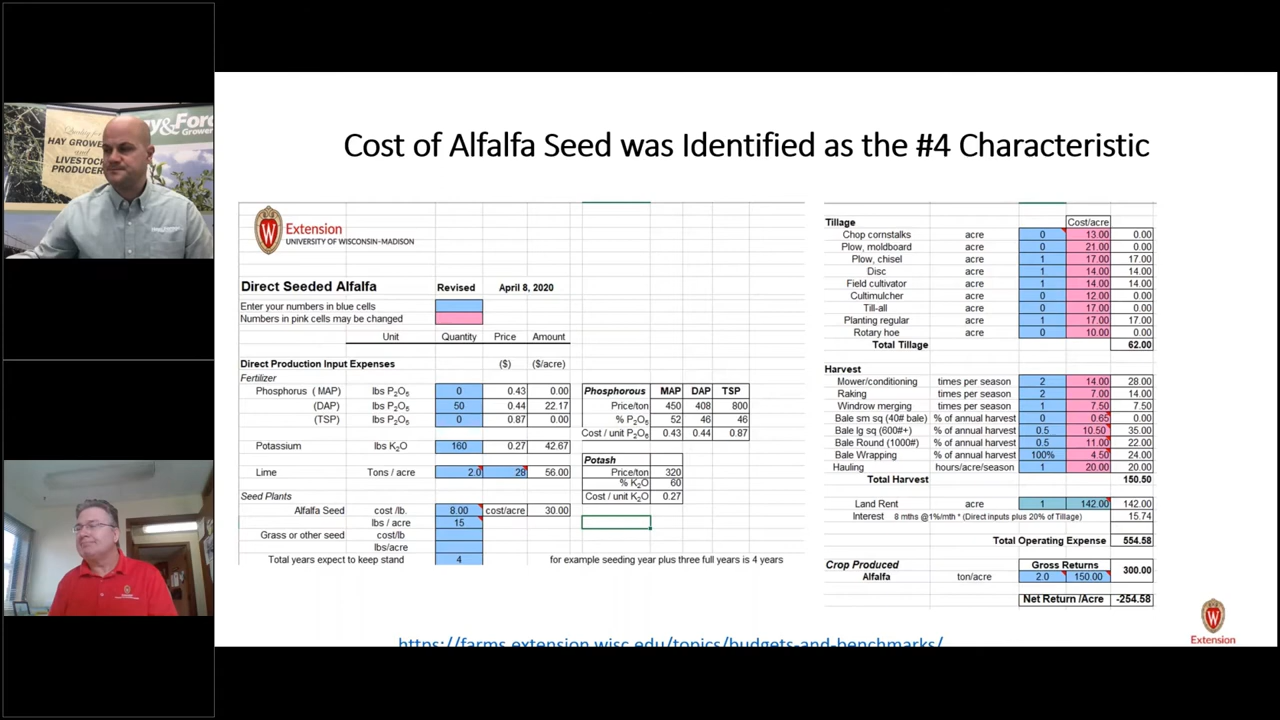 Quality for
HAY GROWE
and
LIVESTOC
PRODUCER
y&Fora
Grower
Cost of Alfalfa Seed was Identified as the #4 Characteristic
Extension
UNIVERSITY OF WISCONSIN–MADISON
Direct Seeded Alfalfa Revised April 8, 2020
Enter your numbers in blue cells
Numbers in pink cells may be changed
Unit Quantity Price Amount
Direct Production Input Expenses ($) ($/acre)
Fertilizer
Phosphorus ( MAP) lbs P₂O₅ 0 0.43 0.00
(DAP) lbs P₂O₅ 50 0.44 22.17
(TSP) lbs P₂O₅ 0 0.87 0.00
Potassium lbs K₂O 160 0.27 42.67
Lime Tons / acre 2.0 28 56.00
Seed Plants
Alfalfa Seed cost /lb. 8.00 cost/acre 30.00
lbs / acre 15
Grass or other seed cost/lb
lbs/acre
Total years expect to keep stand 4 for example seeding year plus three full years is 4 years
Phosphorous MAP DAP TSP
Price/ton 450 408 800
% P₂O₅ 52 46 46
Cost / unit P₂O₅ 0.43 0.44 0.87
Potash
Price/ton 320
% K₂O 60
Cost / unit K₂O 0.27
Tillage Cost/acre
Chop cornstalks acre 0 13.00 0.00
Plow, moldboard acre 0 21.00 0.00
Plow, chisel acre 1 17.00 17.00
Disc acre 1 14.00 14.00
Field cultivator acre 1 14.00 14.00
Cultimulcher acre 0 12.00 0.00
Till-all acre 0 17.00 0.00
Planting regular acre 1 17.00 17.00
Rotary hoe acre 0 10.00 0.00
Total Tillage 62.00
Harvest
Mower/conditioning times per season 2 14.00 28.00
Raking times per season 2 7.00 14.00
Windrow merging times per season 1 7.50 7.50
Bale sm sq (40# bale) % of annual harvest 0 0.65 0.00
Bale lg sq (600#+) % of annual harvest 0.5 10.50 35.00
Bale Round (1000#) % of annual harvest 0.5 11.00 22.00
Bale Wrapping % of annual harvest 100% 4.50 24.00
Hauling hours/acre/season 1 20.00 20.00
Total Harvest 150.50
Land Rent acre 1 142.00 142.00
Interest 8 mths @1%/mth * (Direct inputs plus 20% of Tillage) 15.74
Total Operating Expense 554.58
Crop Produced Gross Returns 300.00
Alfalfa ton/acre 2.0 150.00
Net Return /Acre -254.58
https://farms.extension.wisc.edu/topics/budgets-and-benchmarks/
Extension